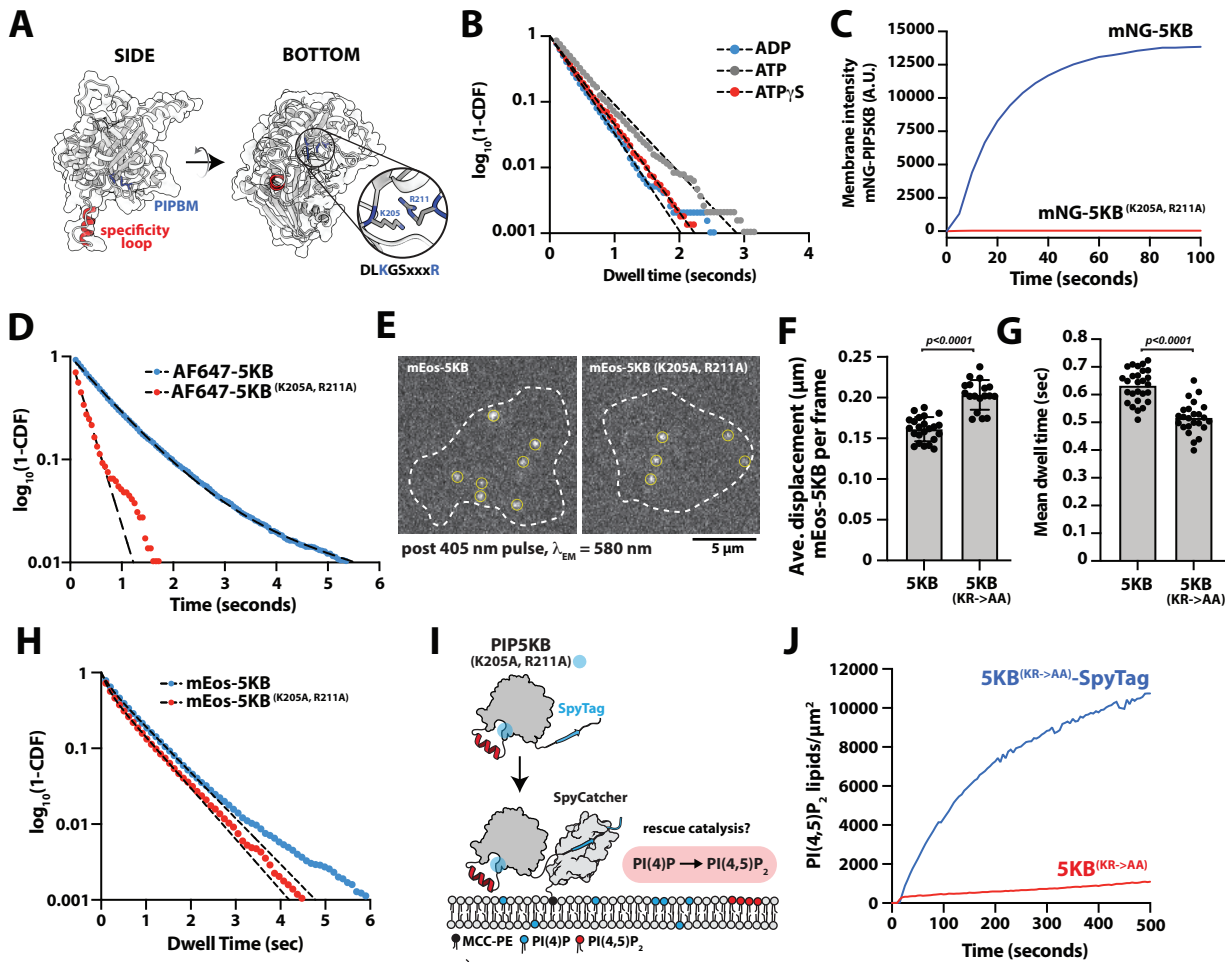 A
SIDE
BOTTOM
PIPBM
specificity
loop
K205
R211
DLKGSxxxR
B
log10(1-CDF)
1
0.1
0.01
0.001
0
1
2
3
4
Dwell time (seconds)
ADP
ATP
ATPγS
C
Membrane intensity
mNG-PIP5KB (A.U.)
15000
13500
12000
10500
9000
7500
6000
4500
3000
1500
0
0
20
40
60
80
100
Time (seconds)
mNG-5KB
mNG-5KB(K205A, R211A)
D
log10(1-CDF)
1
0.1
0.01
0
1
2
3
4
5
6
Time (seconds)
AF647-5KB
AF647-5KB(K205A, R211A)
E
mEos-5KB
mEos-5KB (K205A, R211A)
post 405 nm pulse, λEM = 580 nm
5 μm
F
Ave. displacement (μm)
mEos-5KB per frame
0.25
0.20
0.15
0.10
0.05
0
p<0.0001
5KB
5KB
(KR->AA)
G
Mean dwell time (sec)
0.8
0.7
0.6
0.5
0.4
0.3
0.2
0.1
0
p<0.0001
5KB
5KB
(KR->AA)
H
log10(1-CDF)
1
0.1
0.01
0.001
0
1
2
3
4
5
6
Dwell Time (sec)
mEos-5KB
mEos-5KB(K205A, R211A)
I
PIP5KB
(K205A, R211A)
SpyTag
SpyCatcher
rescue catalysis?
PI(4)P → PI(4,5)P2
MCC-PE PI(4)P PI(4,5)P2
J
PI(4,5)P2 lipids/μm2
12000
10000
8000
6000
4000
2000
0
0
100
200
300
400
500
Time (seconds)
5KB(KR->AA)-SpyTag
5KB(KR->AA)